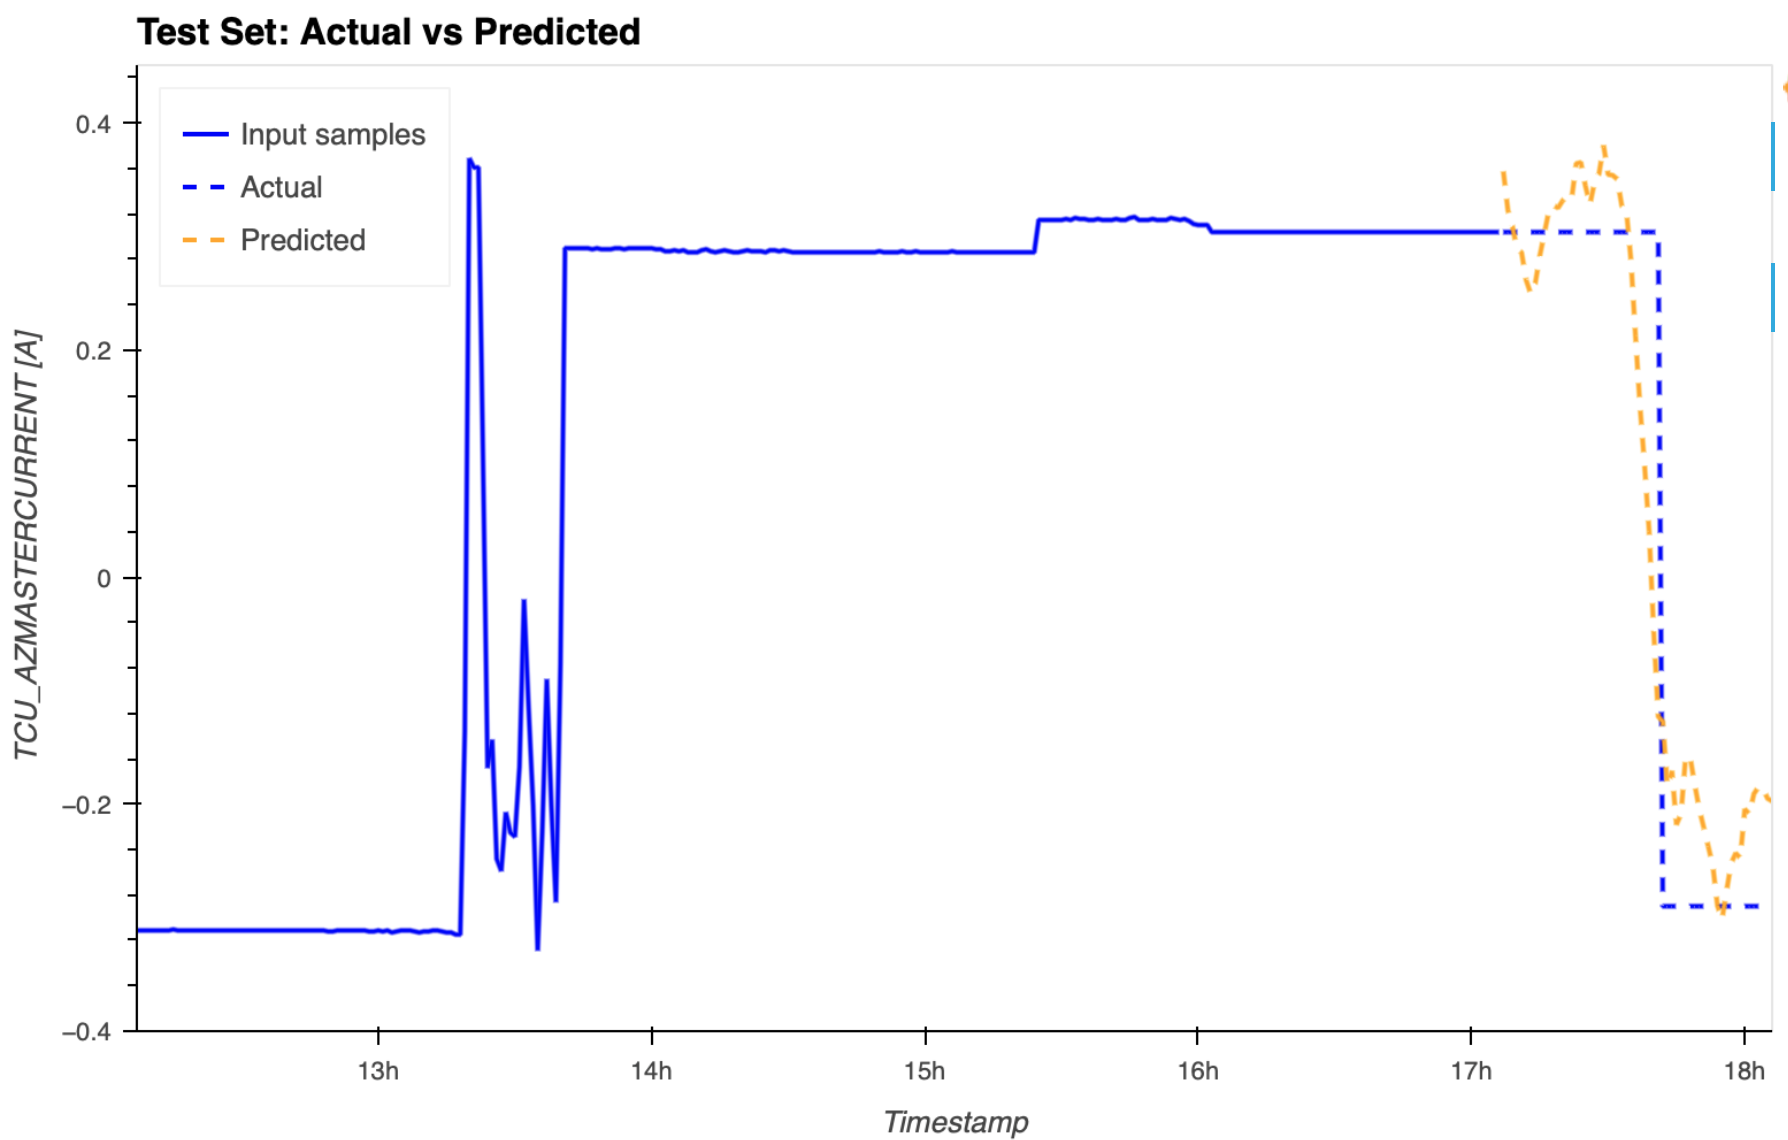 Test Set: Actual vs Predicted
Input samples
Actual
Predicted
0.4
0.2
0
−0.2
−0.4
TCU_AZMASTERCURRENT [A]
13h
14h
15h
16h
17h
18h
Timestamp